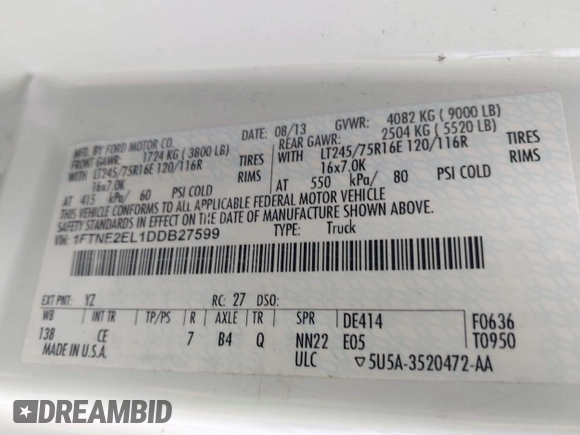 MFD. BY FORD MOTOR CO.
DATE: 08/13 GVWR: 4082 KG ( 9000 LB)
FRONT GAWR: 1724 KG ( 3800 LB) REAR GAWR: 2504 KG ( 5520 LB)
WITH LT245/75R16E 120/116R TIRES WITH LT245/75R16E 120/116R TIRES
16x7.0K RIMS 16x7.0K RIMS
AT 415 kPa/ 60 PSI COLD AT 550 kPa/ 80 PSI COLD
THIS VEHICLE CONFORMS TO ALL APPLICABLE FEDERAL MOTOR VEHICLE
SAFETY STANDARDS IN EFFECT ON THE DATE OF MANUFACTURE SHOWN ABOVE.
VIN: 1FTNE2EL1DDB27599 TYPE: Truck
EXT PNT: YZ RC: 27 DSO:
WB INT TR TP/PS R AXLE TR SPR DE414 F0636
138 CE 7 B4 Q NN22 E05 T0950
MADE IN U.S.A. ULC ▽5U5A-3520472-AA
DREAMBID